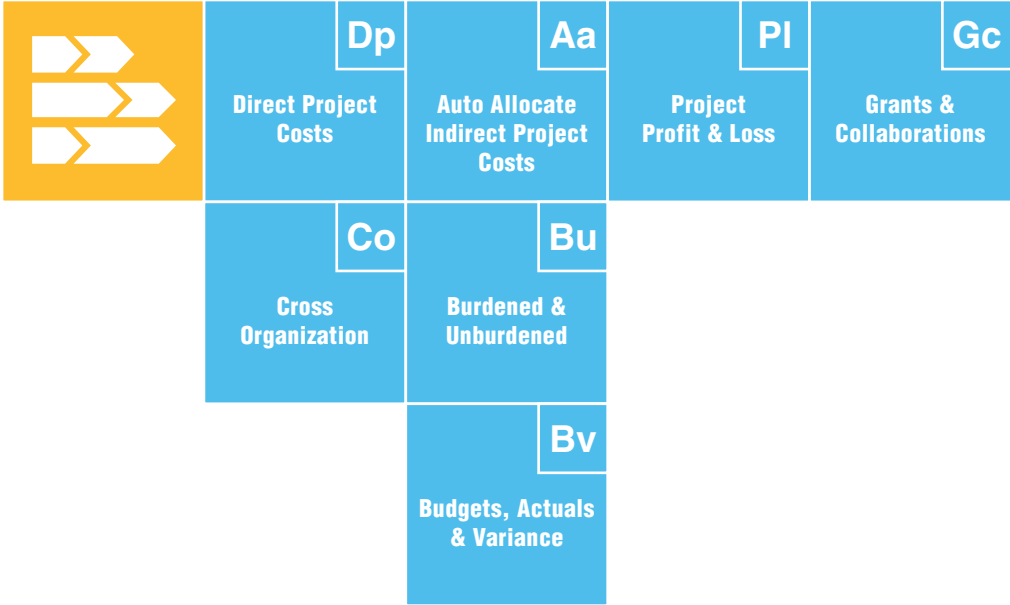 Dp
Direct Project
Costs
Aa
Auto Allocate
Indirect Project
Costs
Pl
Project
Profit & Loss
Gc
Grants &
Collaborations
Co
Cross
Organization
Bu
Burdened &
Unburdened
Bv
Budgets, Actuals
& Variance